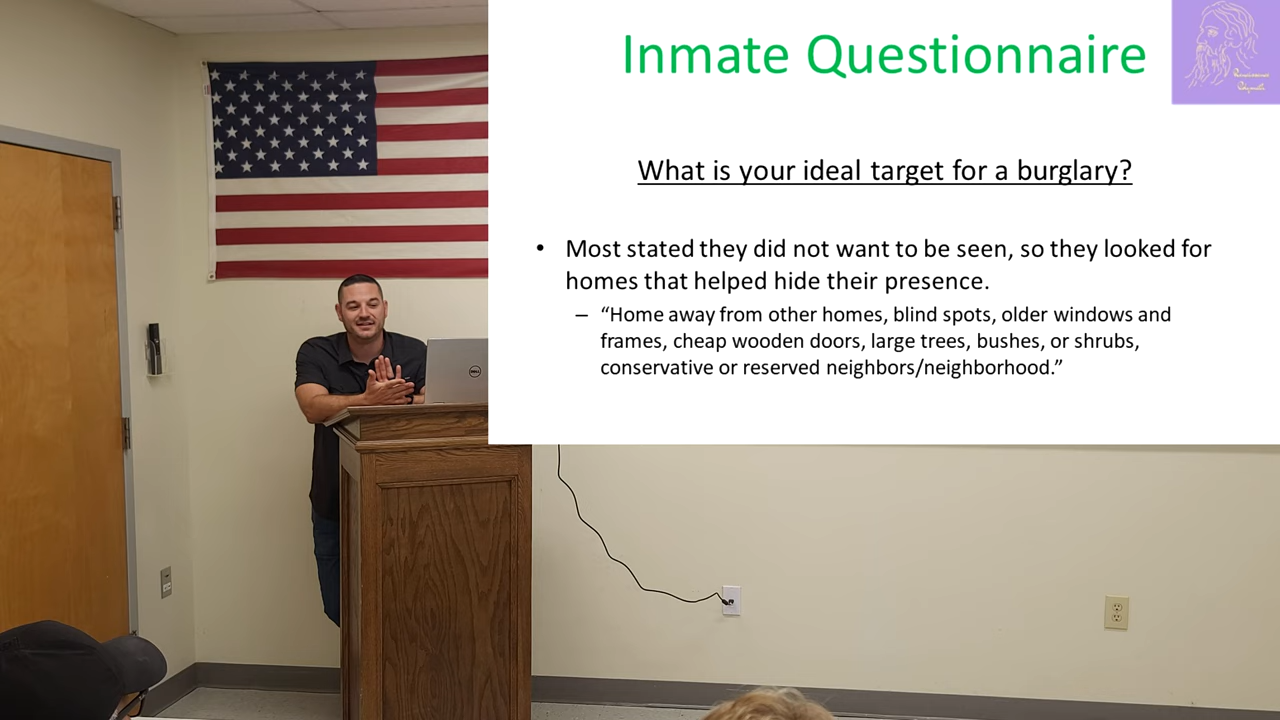 Inmate Questionnaire
What is your ideal target for a burglary?
• Most stated they did not want to be seen, so they looked for
homes that helped hide their presence.
– “Home away from other homes, blind spots, older windows and
frames, cheap wooden doors, large trees, bushes, or shrubs,
conservative or reserved neighbors/neighborhood.”
DELL